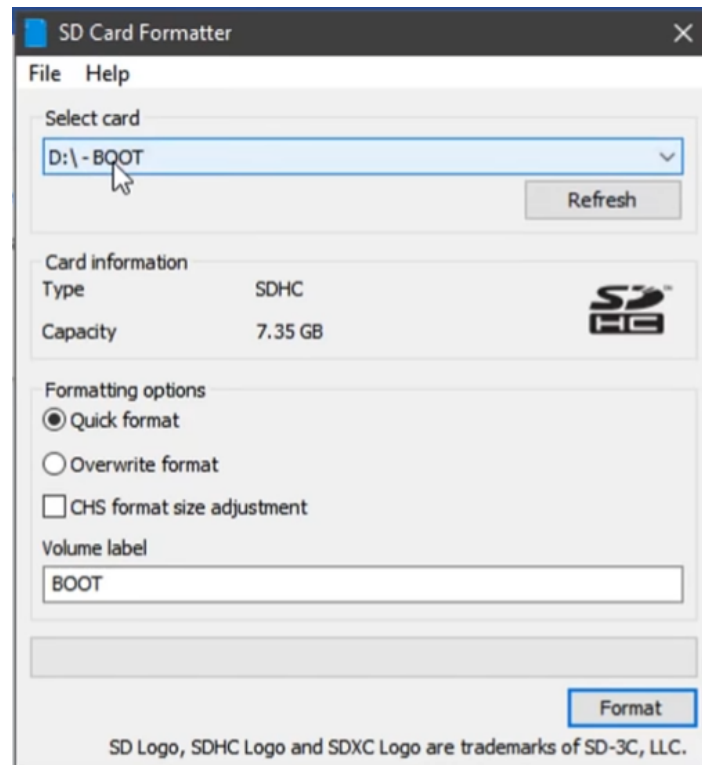 SD Card Formatter
File Help
Select card
D:\ - BOOT
Refresh
Card information
Type SDHC
Capacity 7.35 GB
SD HC
Formatting options
Quick format
Overwrite format
CHS format size adjustment
Volume label
BOOT
Format
SD Logo, SDHC Logo and SDXC Logo are trademarks of SD-3C, LLC.